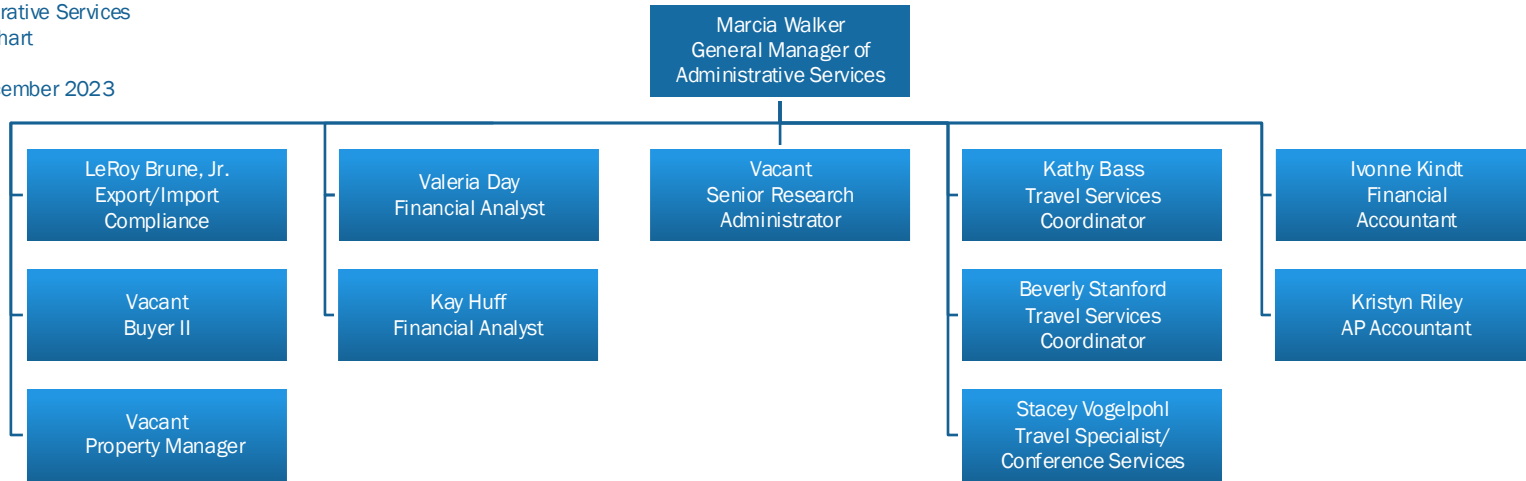 rative Services
hart
ember 2023
Marcia Walker
General Manager of
Administrative Services
LeRoy Brune, Jr.
Export/Import
Compliance
Valeria Day
Financial Analyst
Vacant
Senior Research
Administrator
Kathy Bass
Travel Services
Coordinator
Ivonne Kindt
Financial
Accountant
Vacant
Buyer II
Kay Huff
Financial Analyst
Beverly Stanford
Travel Services
Coordinator
Kristyn Riley
AP Accountant
Vacant
Property Manager
Stacey Vogelpohl
Travel Specialist/
Conference Services